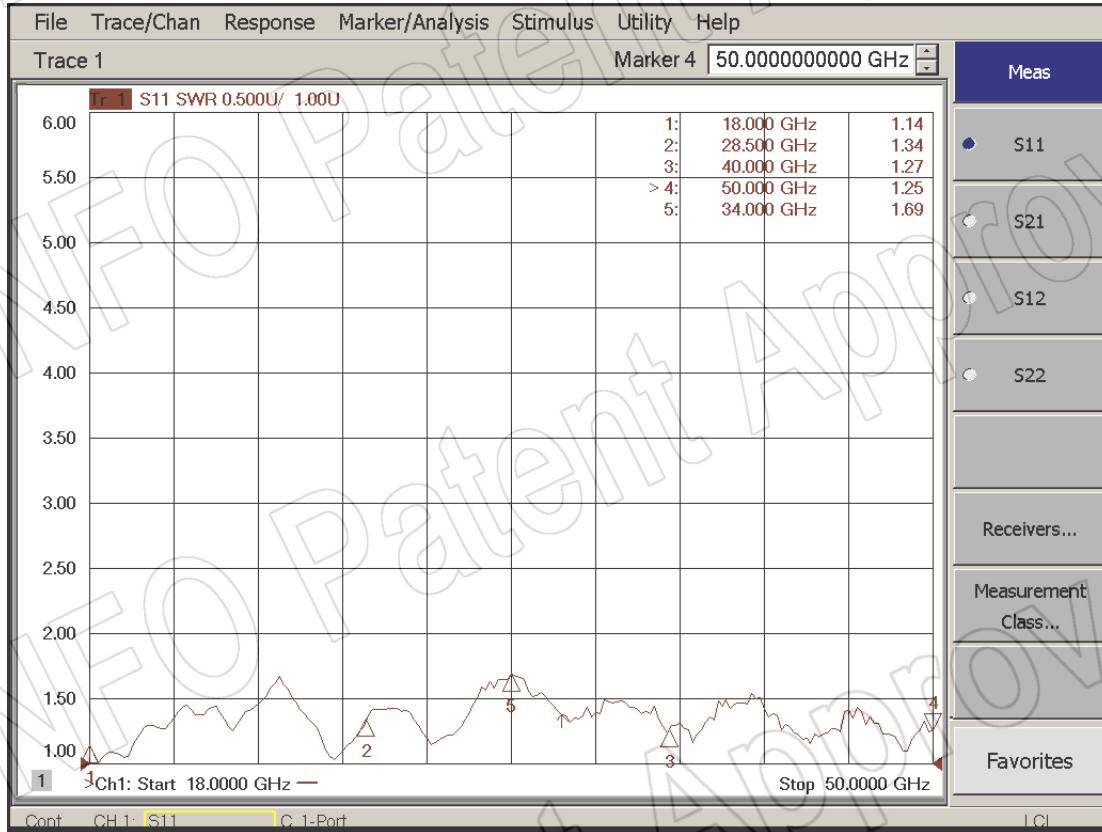 File Trace/Chan Response Marker/Analysis Stimulus Utility Help
Trace 1 Marker 4 50.0000000000 GHz
Tr 1 S11 SWR 0.500U/ 1.00U
6.00
5.50
5.00
4.50
4.00
3.50
3.00
2.50
2.00
1.50
1.00
1: 18.000 GHz 1.14
2: 28.500 GHz 1.34
3: 40.000 GHz 1.27
> 4: 50.000 GHz 1.25
5: 34.000 GHz 1.69
1
2
5
3
4
1 >Ch1: Start 18.0000 GHz Stop 50.0000 GHz
Cont. CH 1: S11 C 1-Port LCL
Meas
S11
S21
S12
S22
Receivers...
Measurement
Class...
Favorites
INFO Patent Approv
INFO Patent Approv